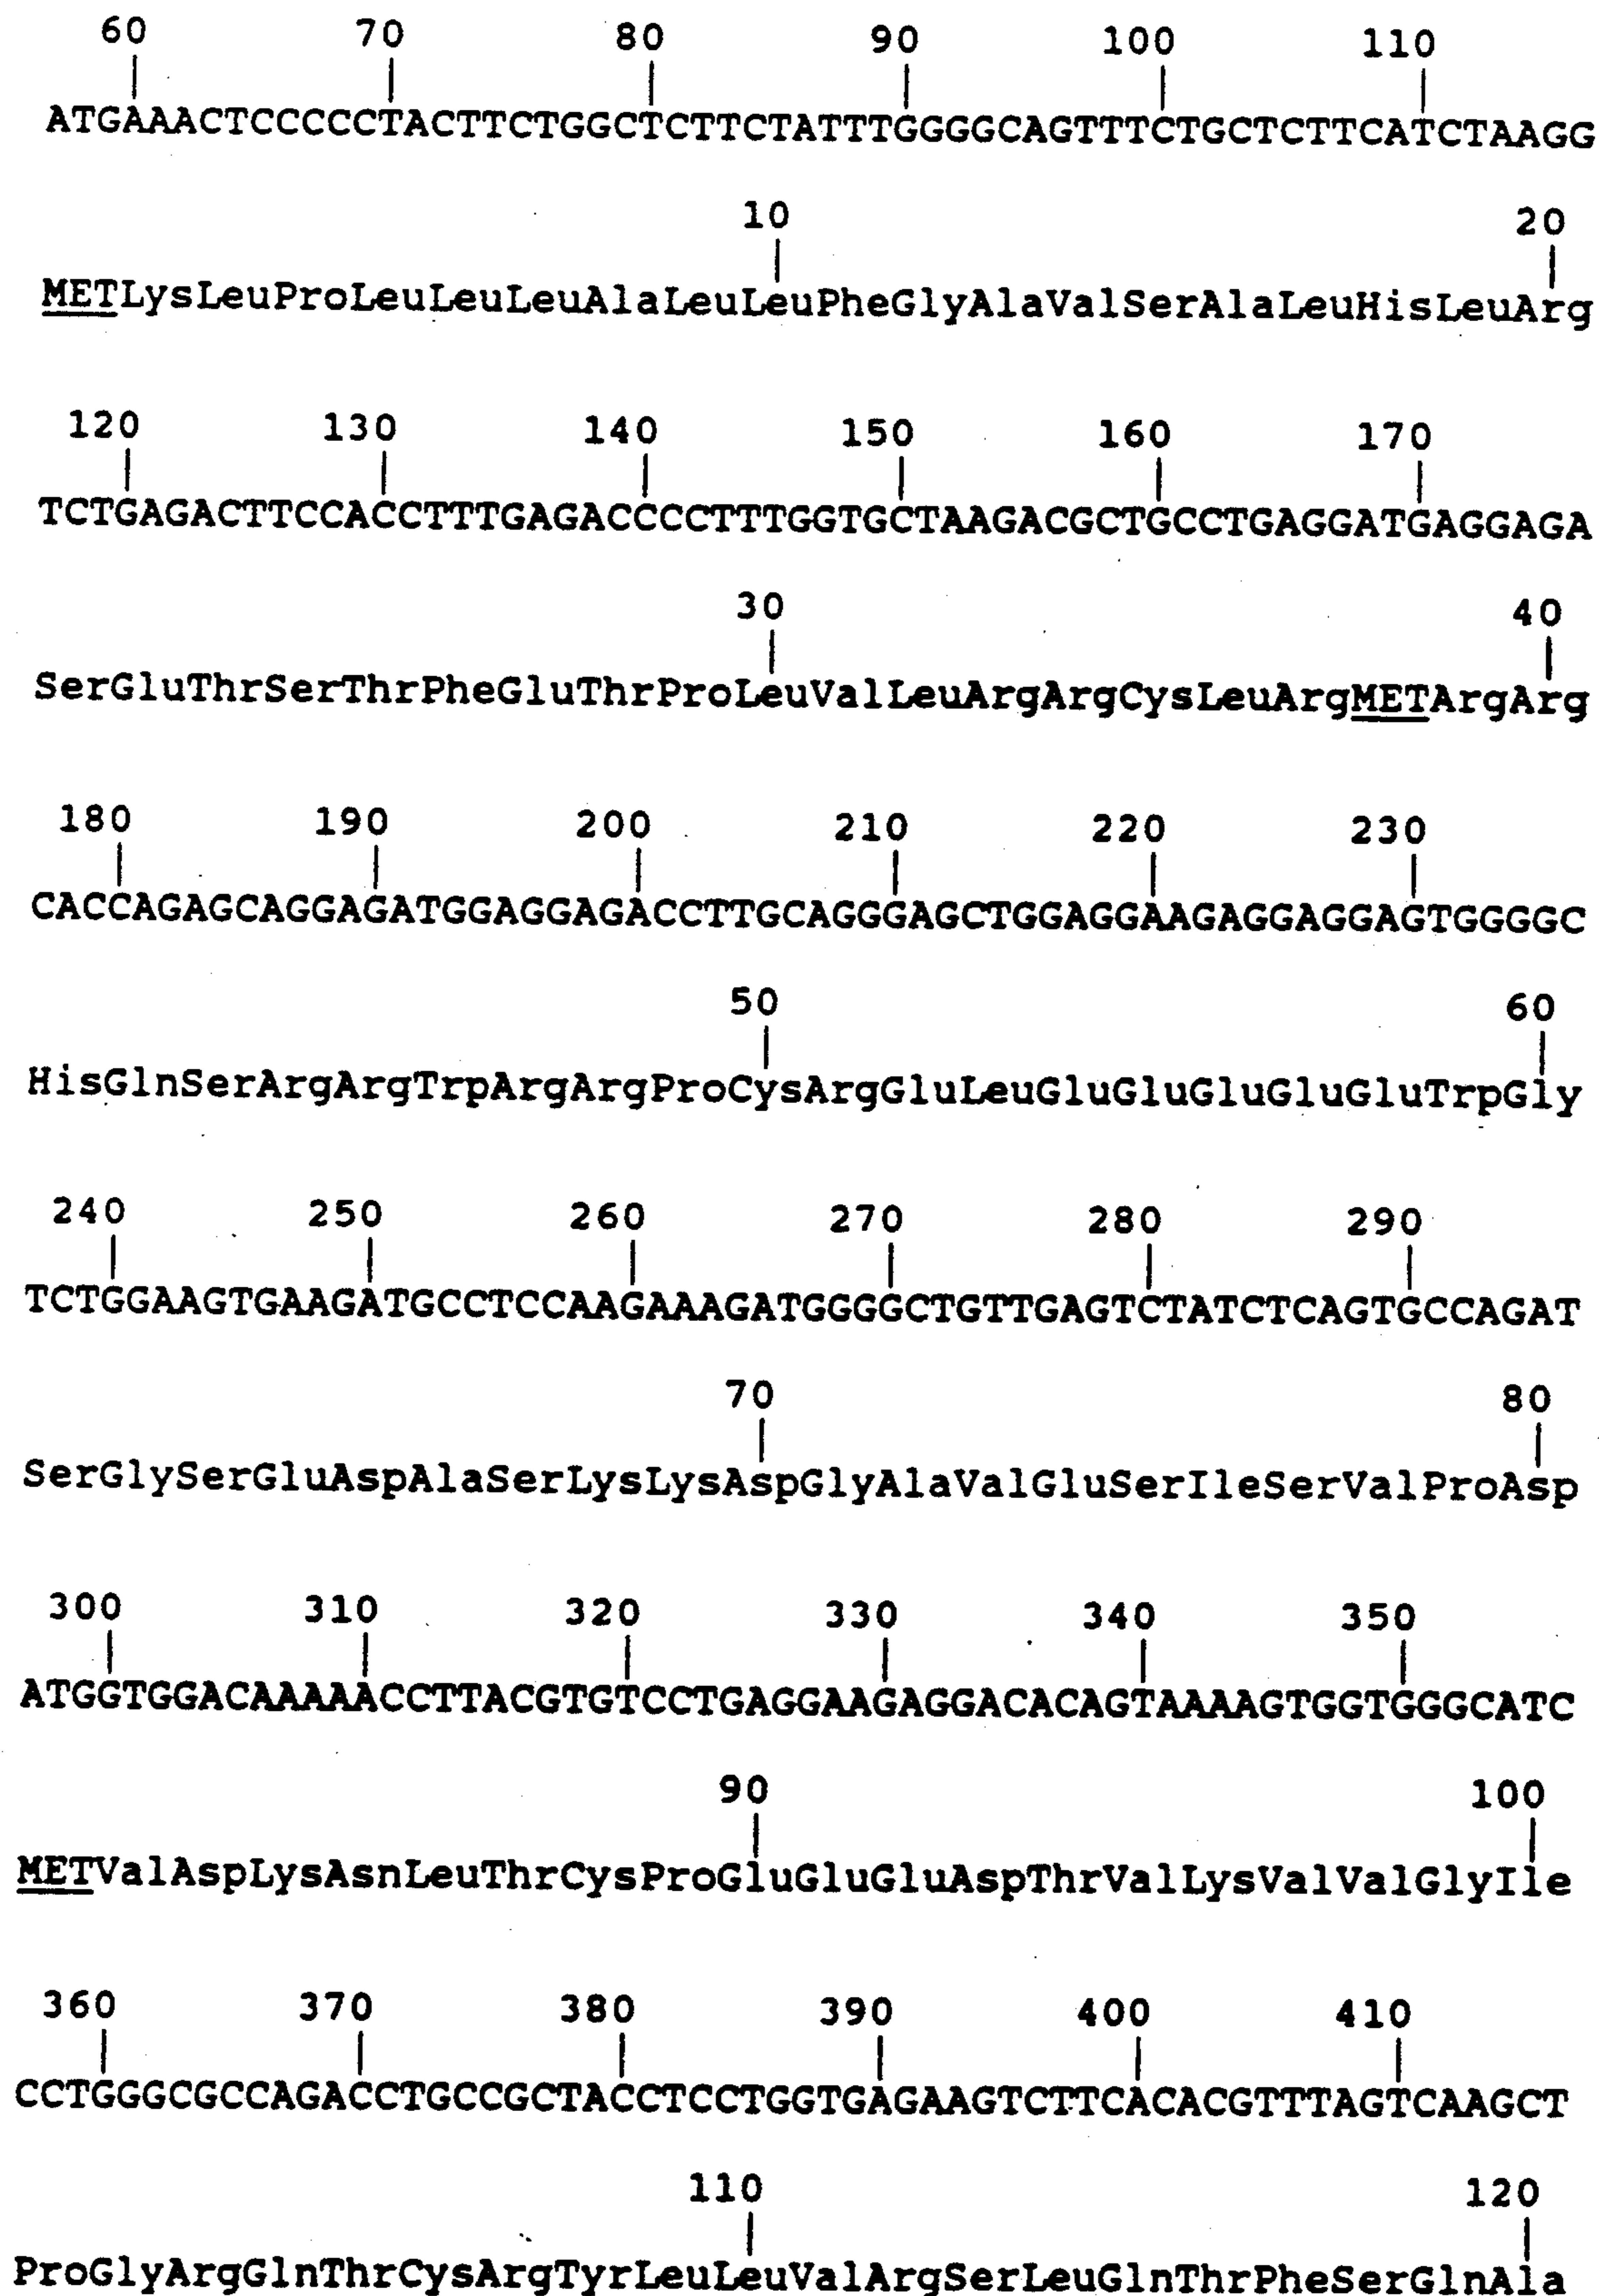 60 70 80 90 100 110
ATGAAACTCCCCCTACTTCTGGCTCTTCTATTTGGGGCAGTTTCTGCTCTTCATCTAAGG
10 20
METLysLeuProLeuLeuLeuAlaLeuLeuPheGlyAlaValSerAlaLeuHisLeuArg
120 130 140 150 160 170
TCTGAGACTTCCACCTTTGAGACCCCTTTGGTGCTAAGACGCTGCCTGAGGATGAGGAGA
30 40
SerGluThrSerThrPheGluThrProLeuValLeuArgArgCysLeuArgMETArgArg
180 190 200 210 220 230
CACCAGAGCAGGAGATGGAGGAGACCTTGCAGGGAGCTGGAGGAAGAGGAGGAGTGGGGC
50 60
HisGlnSerArgArgTrpArgArgProCysArgGluLeuGluGluGluGluGluTrpGly
240 250 260 270 280 290
TCTGGAAGTGAAGATGCCTCCAAGAAAGATGGGGCTGTTGAGTCTATCTCAGTGCCAGAT
70 80
SerGlySerGluAspAlaSerLysLysAspGlyAlaValGluSerIleSerValProAsp
300 310 320 330 340 350
ATGGTGGACAAAAACCTTACGTGTCCTGAGGAAGAGGACACAGTAAAAGTGGTGGGCATC
90 100
METValAspLysAsnLeuThrCysProGluGluGluAspThrValLysValValGlyIle
360 370 380 390 400 410
CCTGGGCGCCAGACCTGCCGCTACCTCCTGGTGAGAAGTCTTCACACGTTTAGTCAAGCT
110 120
ProGlyArgGlnThrCysArgTyrLeuLeuValArgSerLeuGlnThrPheSerGlnAla